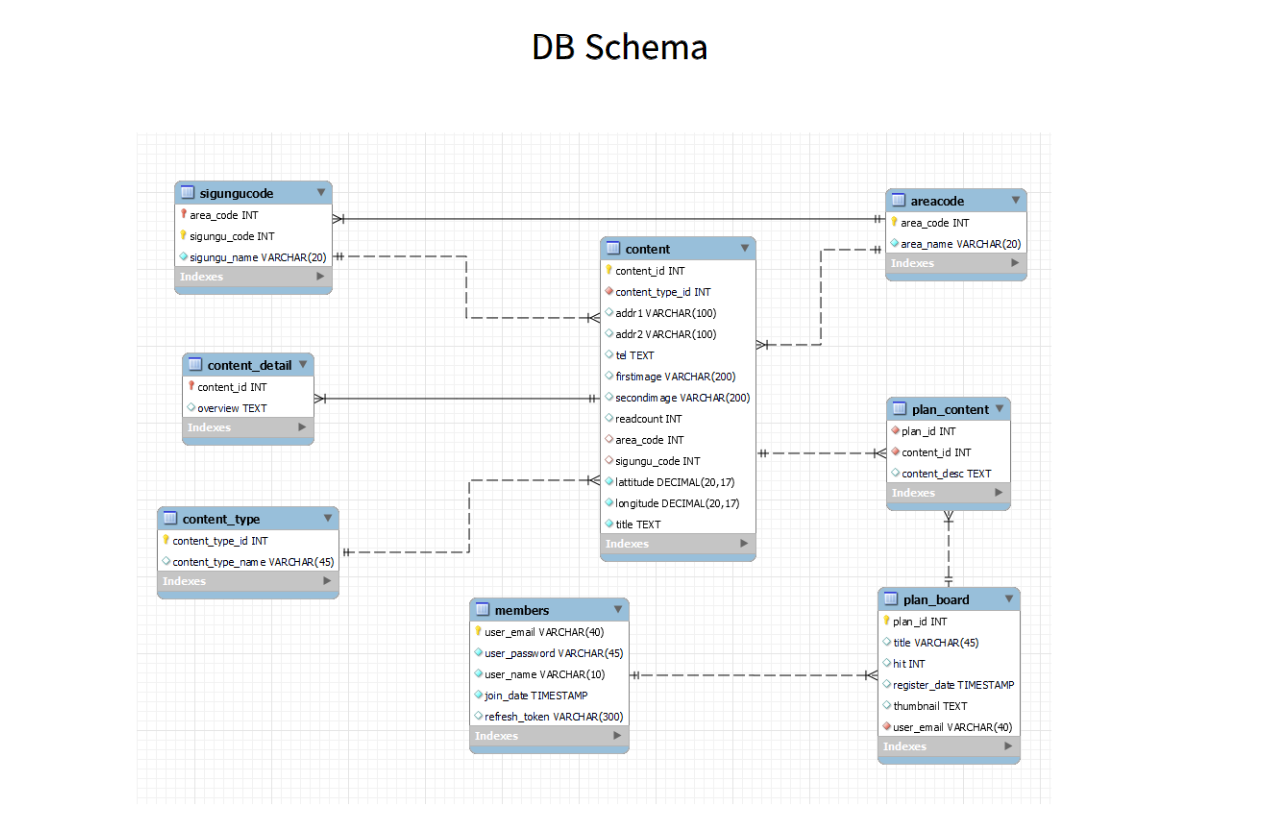 DB Schema
sigungucode
area_code INT
sigungu_code INT
sigungu_name VARCHAR(20)
Indexes
areacode
area_code INT
area_name VARCHAR(20)
Indexes
content
content_id INT
content_type_id INT
addr1 VARCHAR(100)
addr2 VARCHAR(100)
tel TEXT
firstimage VARCHAR(200)
secondimage VARCHAR(200)
readcount INT
area_code INT
sigungu_code INT
lattitude DECIMAL(20,17)
longitude DECIMAL(20,17)
title TEXT
Indexes
content_detail
content_id INT
overview TEXT
Indexes
plan_content
plan_id INT
content_id INT
content_desc TEXT
Indexes
content_type
content_type_id INT
content_type_name VARCHAR(45)
Indexes
members
user_email VARCHAR(40)
user_password VARCHAR(45)
user_name VARCHAR(10)
join_date TIMESTAMP
refresh_token VARCHAR(300)
Indexes
plan_board
plan_id INT
title VARCHAR(45)
hit INT
register_date TIMESTAMP
thumbnail TEXT
user_email VARCHAR(40)
Indexes